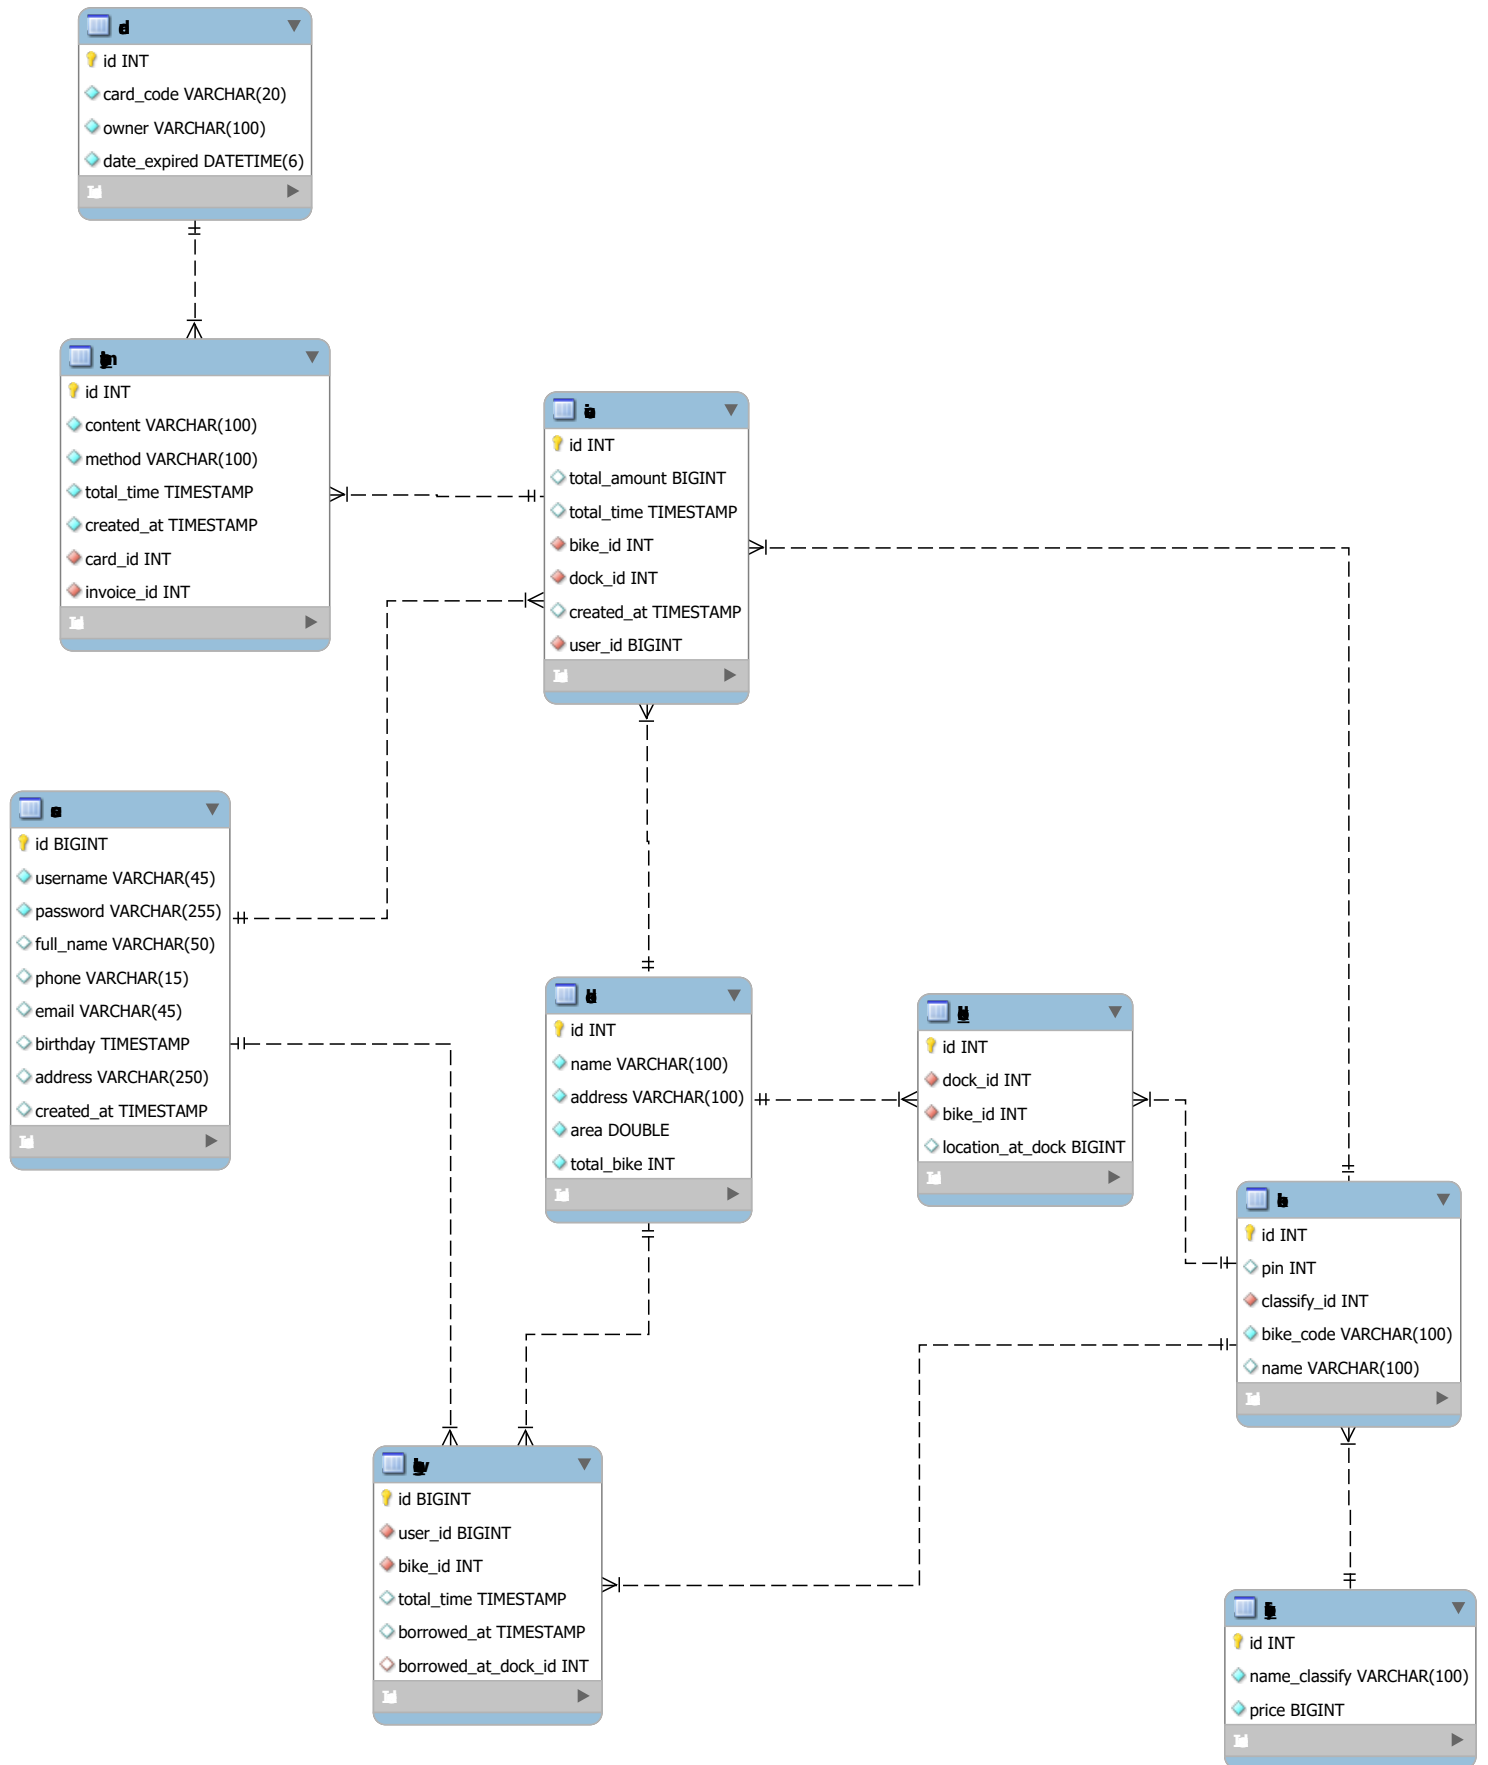 id INT
card_code VARCHAR(20)
owner VARCHAR(100)
date_expired DATETIME(6)
id INT
content VARCHAR(100)
method VARCHAR(100)
total_time TIMESTAMP
created_at TIMESTAMP
card_id INT
invoice_id INT
id INT
total_amount BIGINT
total_time TIMESTAMP
bike_id INT
dock_id INT
created_at TIMESTAMP
user_id BIGINT
id BIGINT
username VARCHAR(45)
password VARCHAR(255)
full_name VARCHAR(50)
phone VARCHAR(15)
email VARCHAR(45)
birthday TIMESTAMP
address VARCHAR(250)
created_at TIMESTAMP
id INT
name VARCHAR(100)
address VARCHAR(100)
area DOUBLE
total_bike INT
id INT
dock_id INT
bike_id INT
location_at_dock BIGINT
id INT
pin INT
classify_id INT
bike_code VARCHAR(100)
name VARCHAR(100)
id BIGINT
user_id BIGINT
bike_id INT
total_time TIMESTAMP
borrowed_at TIMESTAMP
borrowed_at_dock_id INT
id INT
name_classify VARCHAR(100)
price BIGINT